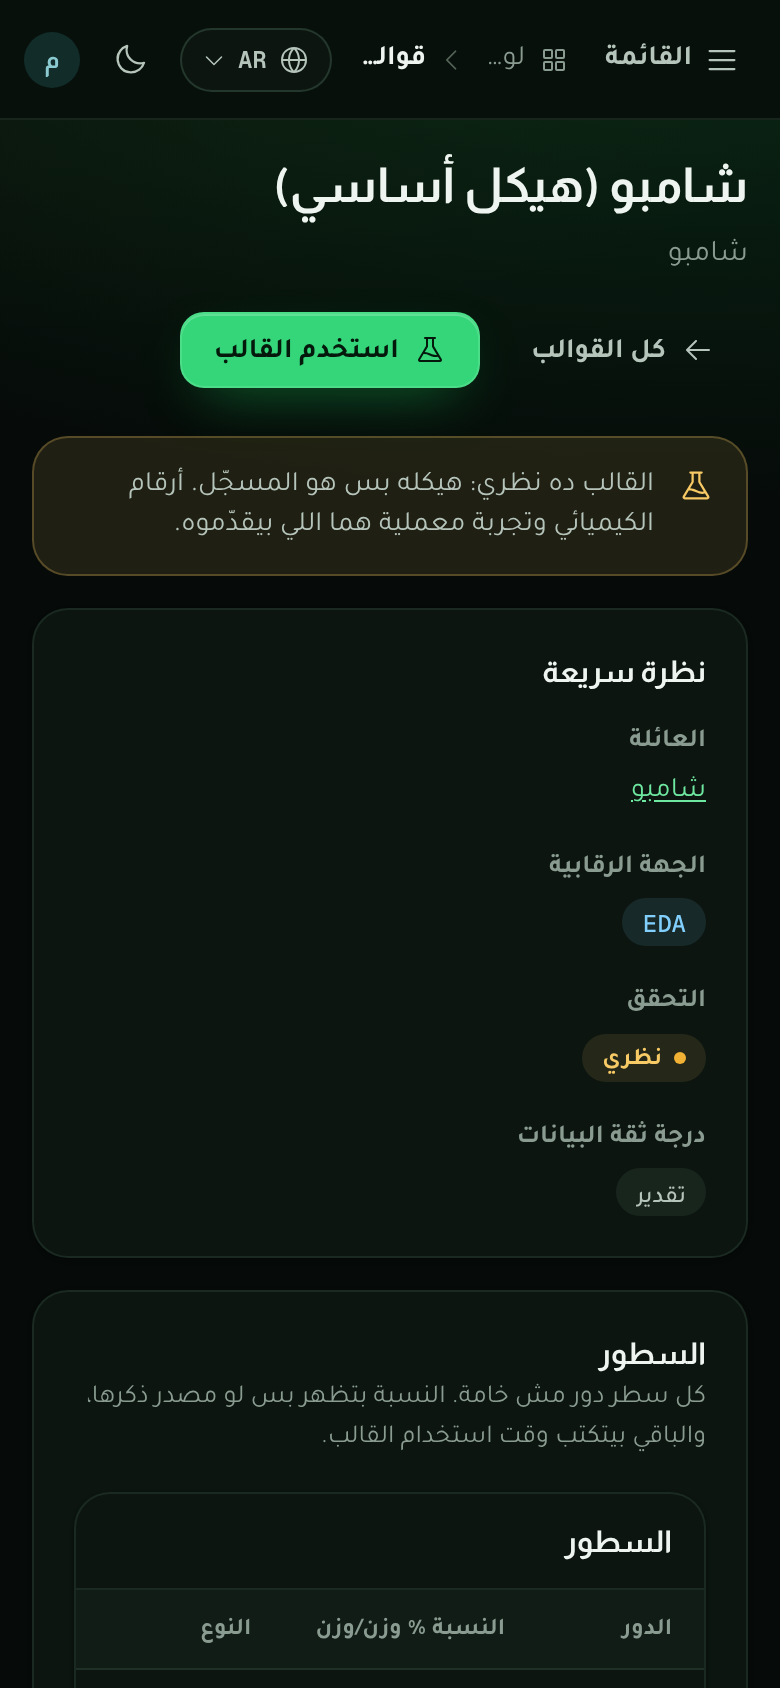 القائمة
لو...
قوالـ...
AR
م
شامبو (هيكل أساسي)
شامبو
كل القوالب
استخدم القالب
القالب ده نظري: هيكله بس هو المسجّل. أرقام
الكيميائي وتجربة معملية هما اللي بيقدّموه.
نظرة سريعة
العائلة
شامبو
الجهة الرقابية
EDA
التحقق
نظري
درجة ثقة البيانات
تقدير
السطور
كل سطر دور مش خامة. النسبة بتظهر بس لو مصدر ذكرها،
والباقي بيتكتب وقت استخدام القالب.
السطور
الدور
النسبة % وزن/وزن
النوع